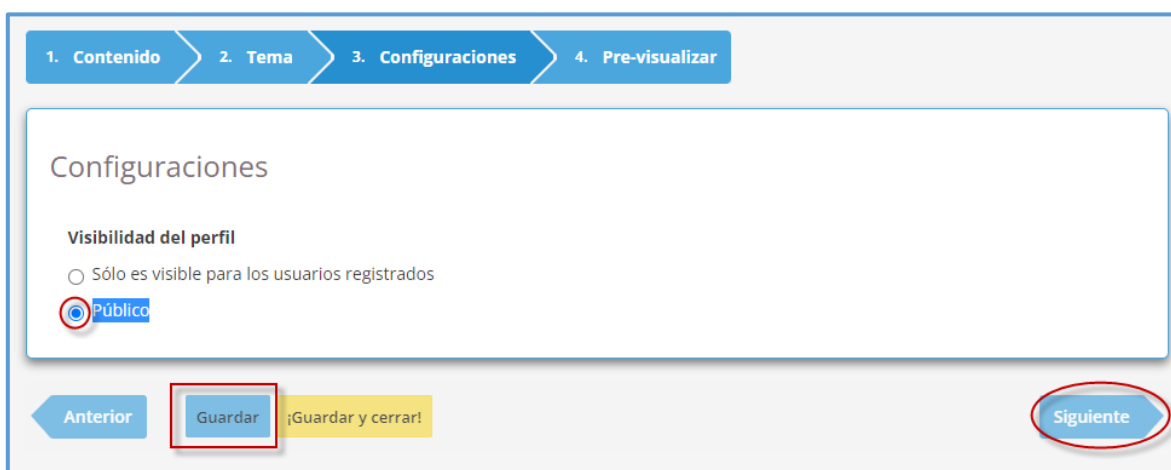 1. Contenido 2. Tema 3. Configuraciones 4. Pre-visualizar
Configuraciones
Visibilidad del perfil
Sólo es visible para los usuarios registrados
Público
Anterior Guardar ¡Guardar y cerrar! Siguiente